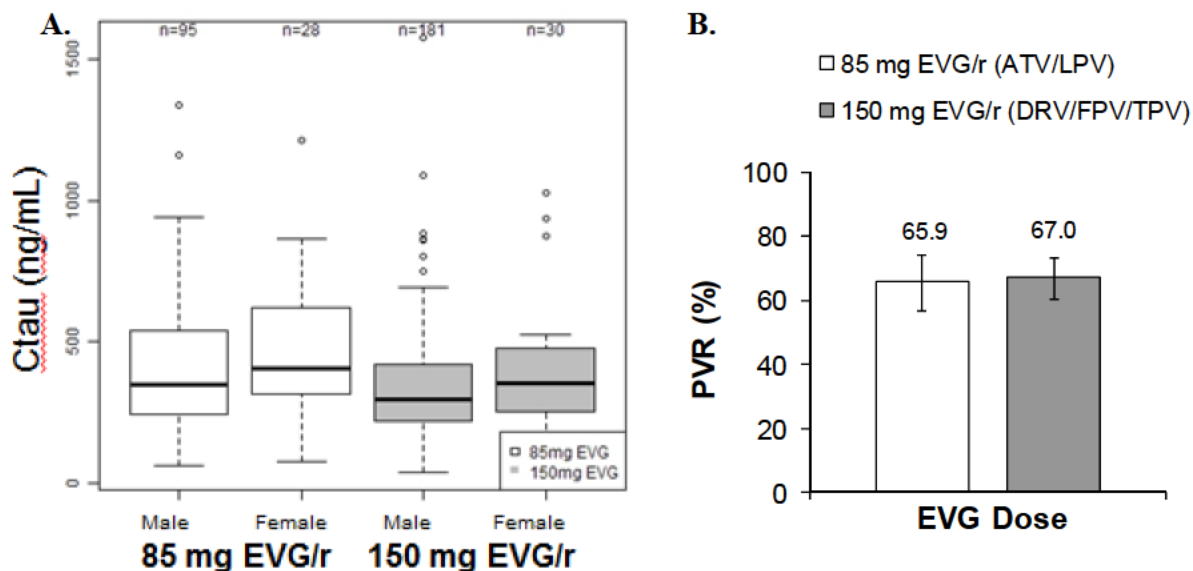 A.
n=95 n=28 n=181 n=30
1500
1000
500
0
Ctau (ng/mL)
85mg EVG
150mg EVG
Male Female Male Female
85 mg EVG/r 150 mg EVG/r
B.
85 mg EVG/r (ATV/LPV)
150 mg EVG/r (DRV/FPV/TPV)
100
80
60
40
20
0
PVR (%)
65.9 67.0
EVG Dose